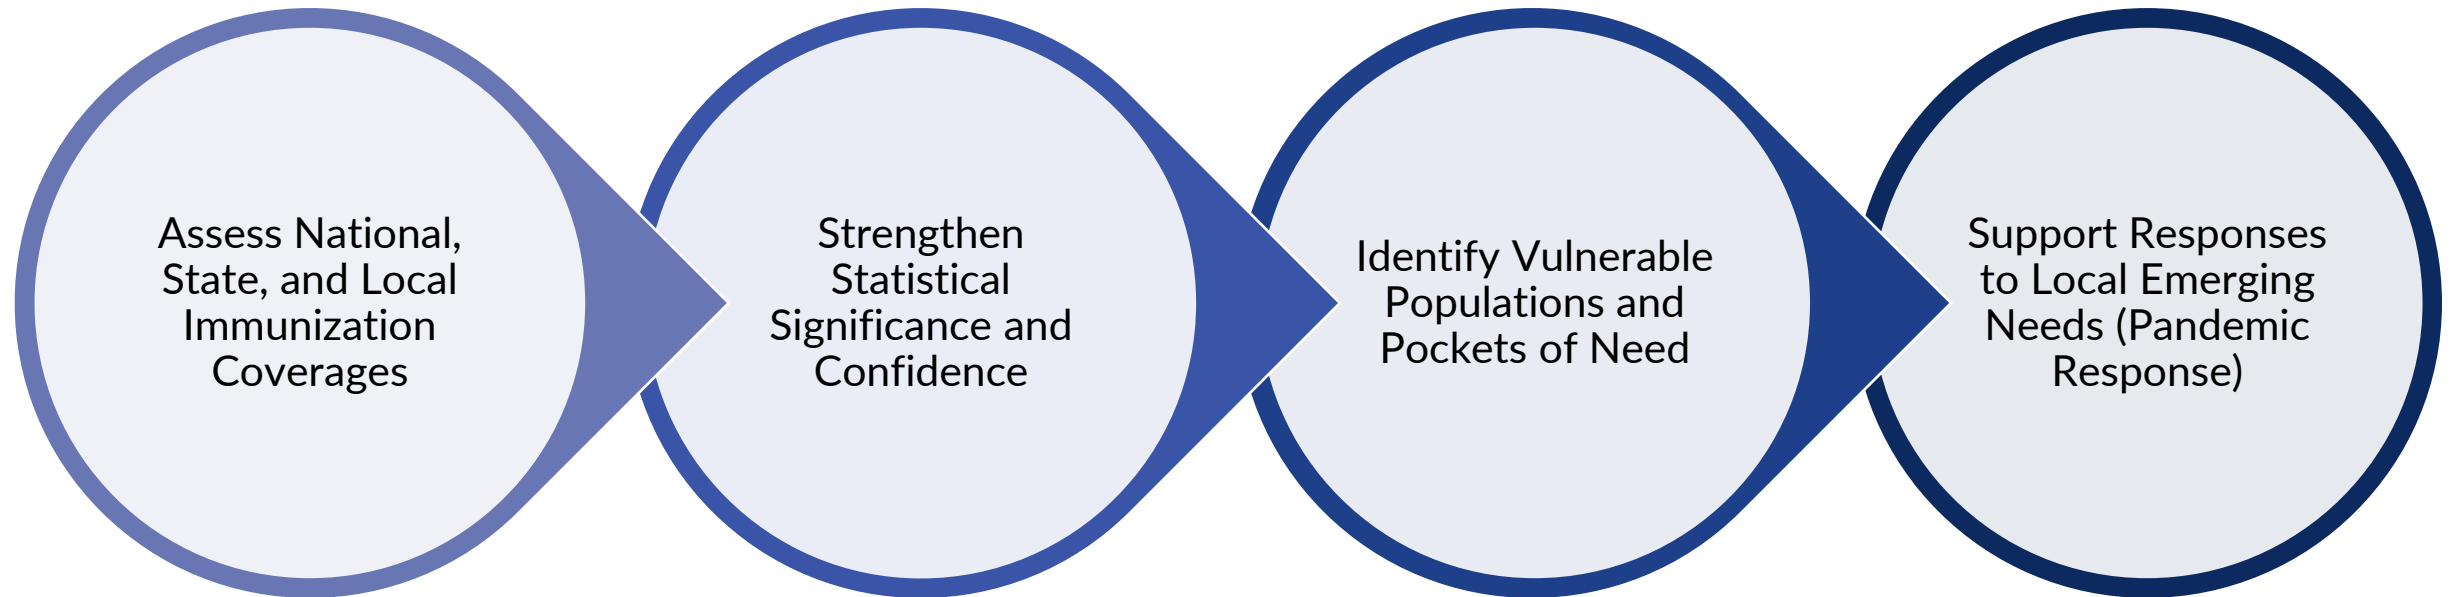 Assess National,
State, and Local
Immunization
Coverages
Strengthen
Statistical
Significance and
Confidence
Identify Vulnerable
Populations and
Pockets of Need
Support Responses
to Local Emerging
Needs (Pandemic
Response)